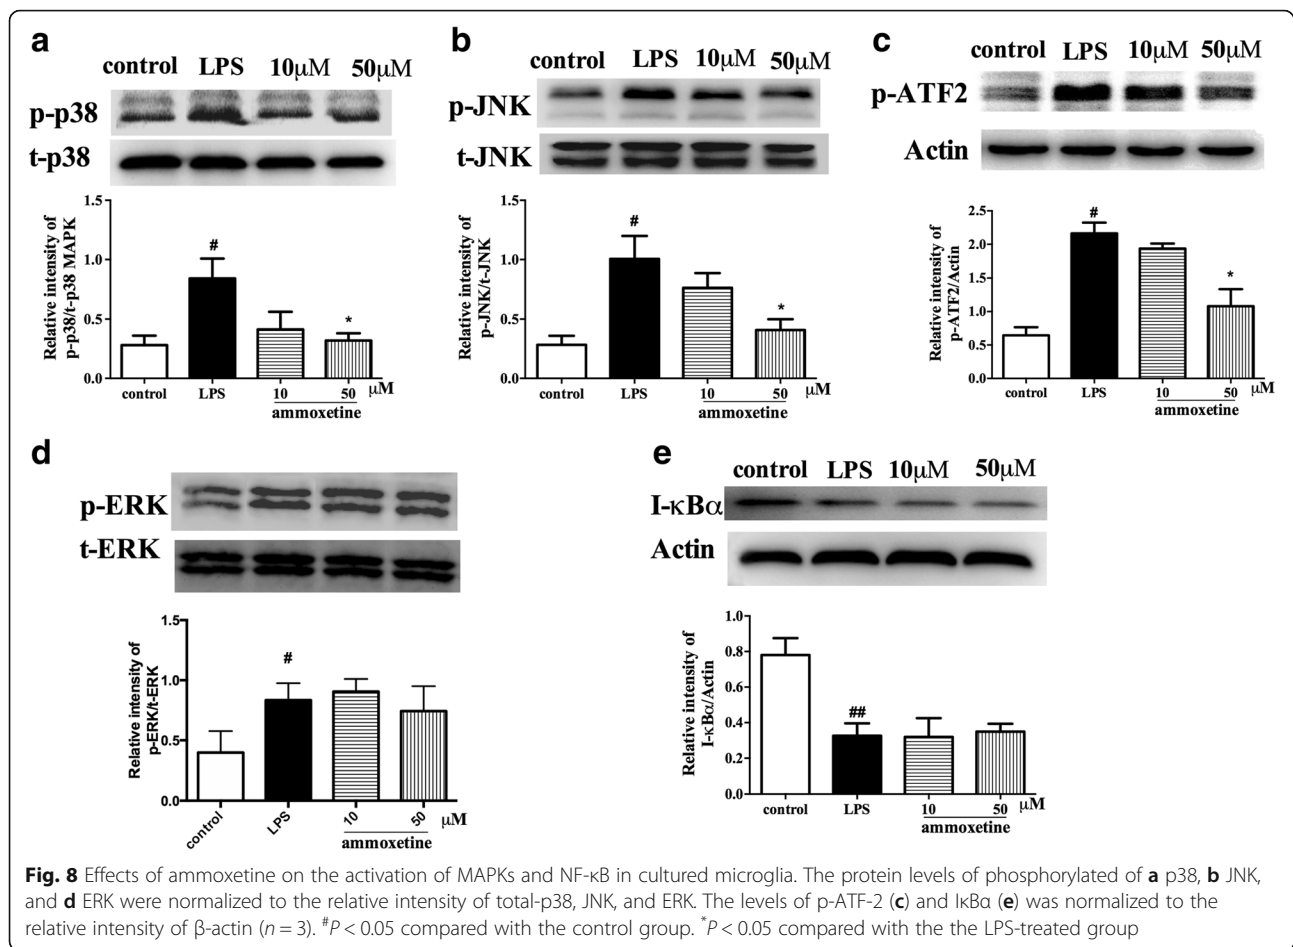 a
control LPS 10μM 50μM
p-p38
t-p38
Relative intensity of
p-p38/t-p38 MAPK
1.5
1.0
0.5
0.0
#
*
control LPS 10 50 μM
ammoxetine
b
control LPS 10μM 50μM
p-JNK
t-JNK
Relative intensity of
p-JNK/t-JNK
1.5
1.0
0.5
0.0
#
*
control LPS 10 50 μM
ammoxetine
c
control LPS 10μM 50μM
p-ATF2
Actin
Relative intensity of
p-ATF2/Actin
2.5
2.0
1.5
1.0
0.5
0.0
#
*
control LPS 10 50 μM
ammoxetine
d
p-ERK
t-ERK
Relative intensity of
p-ERK/t-ERK
1.5
1.0
0.5
0.0
#
control LPS 10 50 μM
ammoxetine
e
control LPS 10μM 50μM
I-κBα
Actin
Relative intensity of
I-κBα/Actin
1.0
0.8
0.6
0.4
0.2
0.0
##
control LPS 10 50 μM
ammoxetine
Fig. 8 Effects of ammoxetine on the activation of MAPKs and NF-κB in cultured microglia. The protein levels of phosphorylated of a p38, b JNK,
and d ERK were normalized to the relative intensity of total-p38, JNK, and ERK. The levels of p-ATF-2 (c) and IκBα (e) was normalized to the
relative intensity of β-actin (n = 3). #P < 0.05 compared with the control group. *P < 0.05 compared with the the LPS-treated group